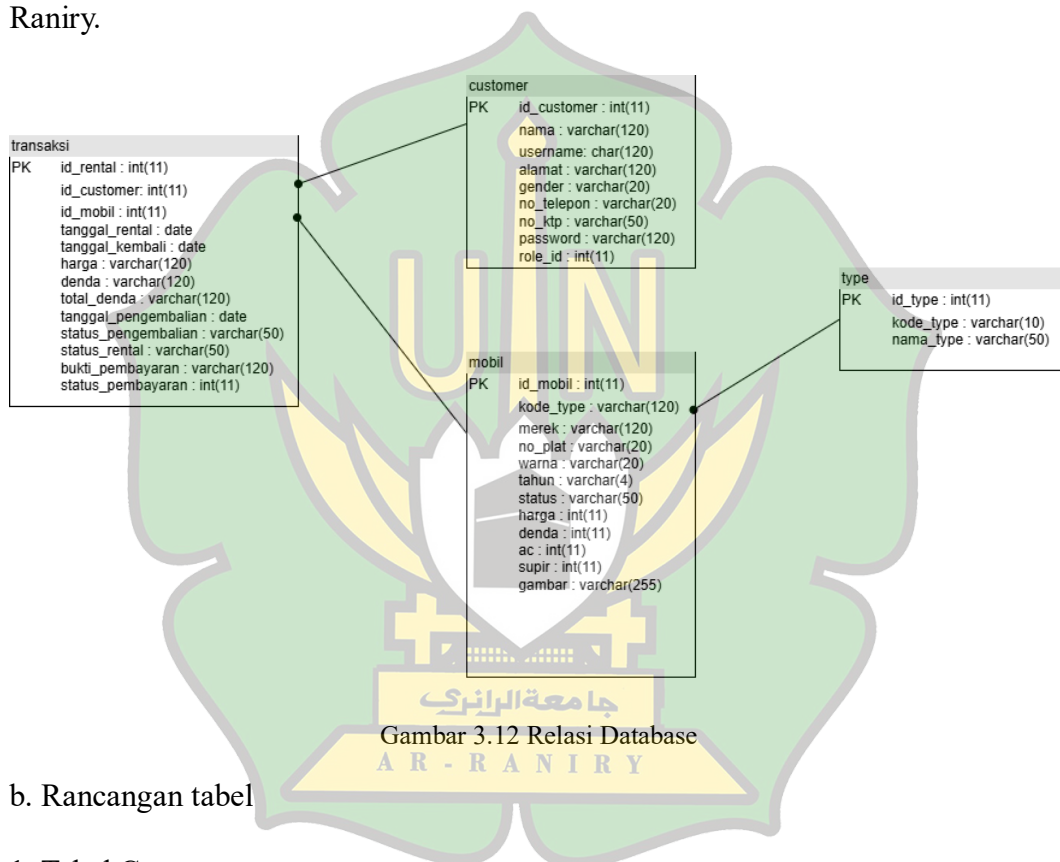 Raniry.
transaksi
PK id_rental : int(11)
id_customer: int(11)
id_mobil : int(11)
tanggal_rental : date
tanggal_kembali : date
harga : varchar(120)
denda : varchar(120)
total_denda : varchar(120)
tanggal_pengembalian : date
status_pengembalian : varchar(50)
status_rental : varchar(50)
bukti_pembayaran : varchar(120)
status_pembayaran : int(11)
customer
PK id_customer : int(11)
nama : varchar(120)
username: char(120)
alamat : varchar(120)
gender : varchar(20)
no_telepon : varchar(20)
no_ktp : varchar(50)
password : varchar(120)
role_id : int(11)
mobil
PK id_mobil : int(11)
kode_type : varchar(120)
merek : varchar(120)
no_plat : varchar(20)
warna : varchar(20)
tahun : varchar(4)
status : varchar(50)
harga : int(11)
denda : int(11)
ac : int(11)
supir : int(11)
gambar : varchar(255)
type
PK id_type : int(11)
kode_type : varchar(10)
nama_type : varchar(50)
UIN
جامعة الرانري
Gambar 3.12 Relasi Database
AR-RANIRY
b. Rancangan tabel